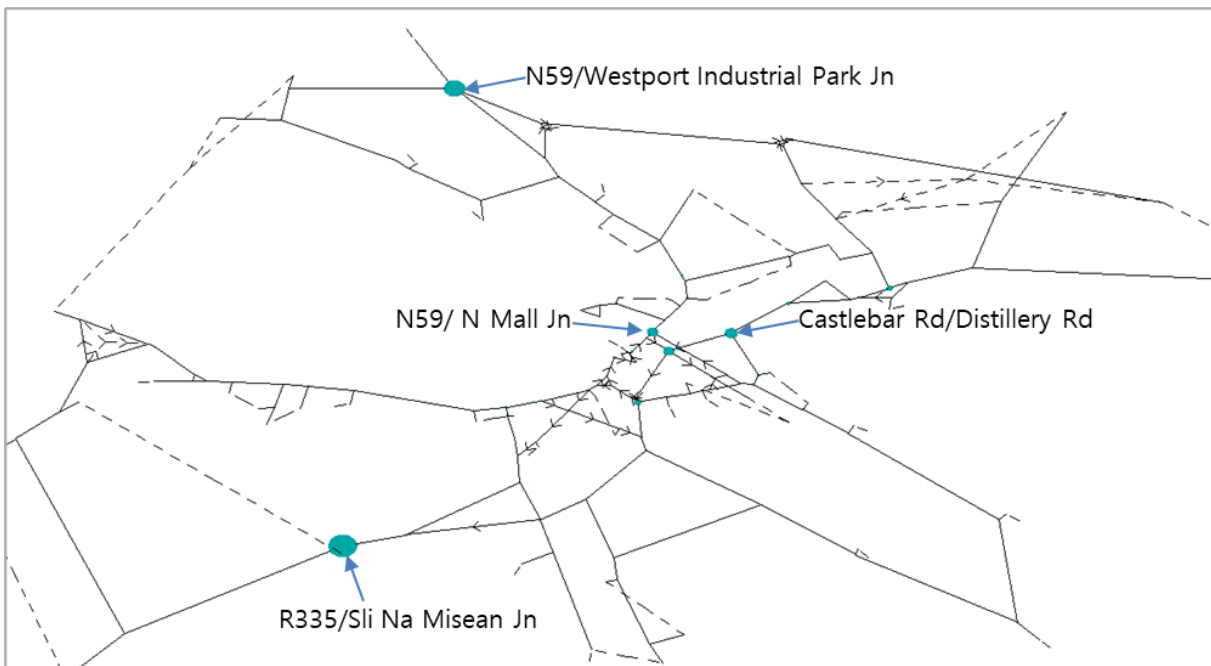 N59/Westport Industrial Park Jn
N59/ N Mall Jn
Castlebar Rd/Distillery Rd
R335/Sli Na Misean Jn